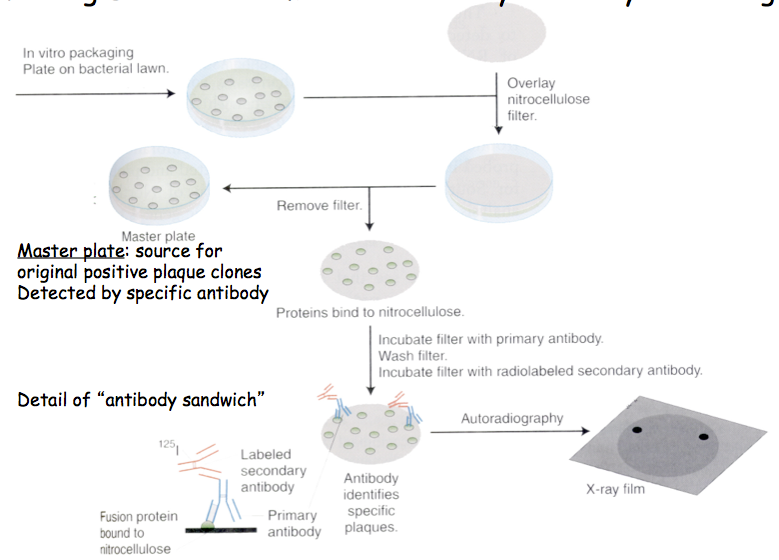 In vitro packaging
Plate on bacterial lawn.
Overlay
nitrocellulose
filter.
:
Remove filter.
Master plate
Master plate: source for
original positive plaque clones
Detected by specific antibody
Proteins bind to nitrocellulose.
Incubate filter with primary antibody.
Wash filter.
Incubate filter with radiolabeled secondary antibody.
Detail of “antibody sandwich”
Autoradiography
125I
Labeled
secondary
antibody
Antibody
identifies
specific
plaques.
X-ray film
Fusion protein
bound to
nitrocellulose
Primary
antibody